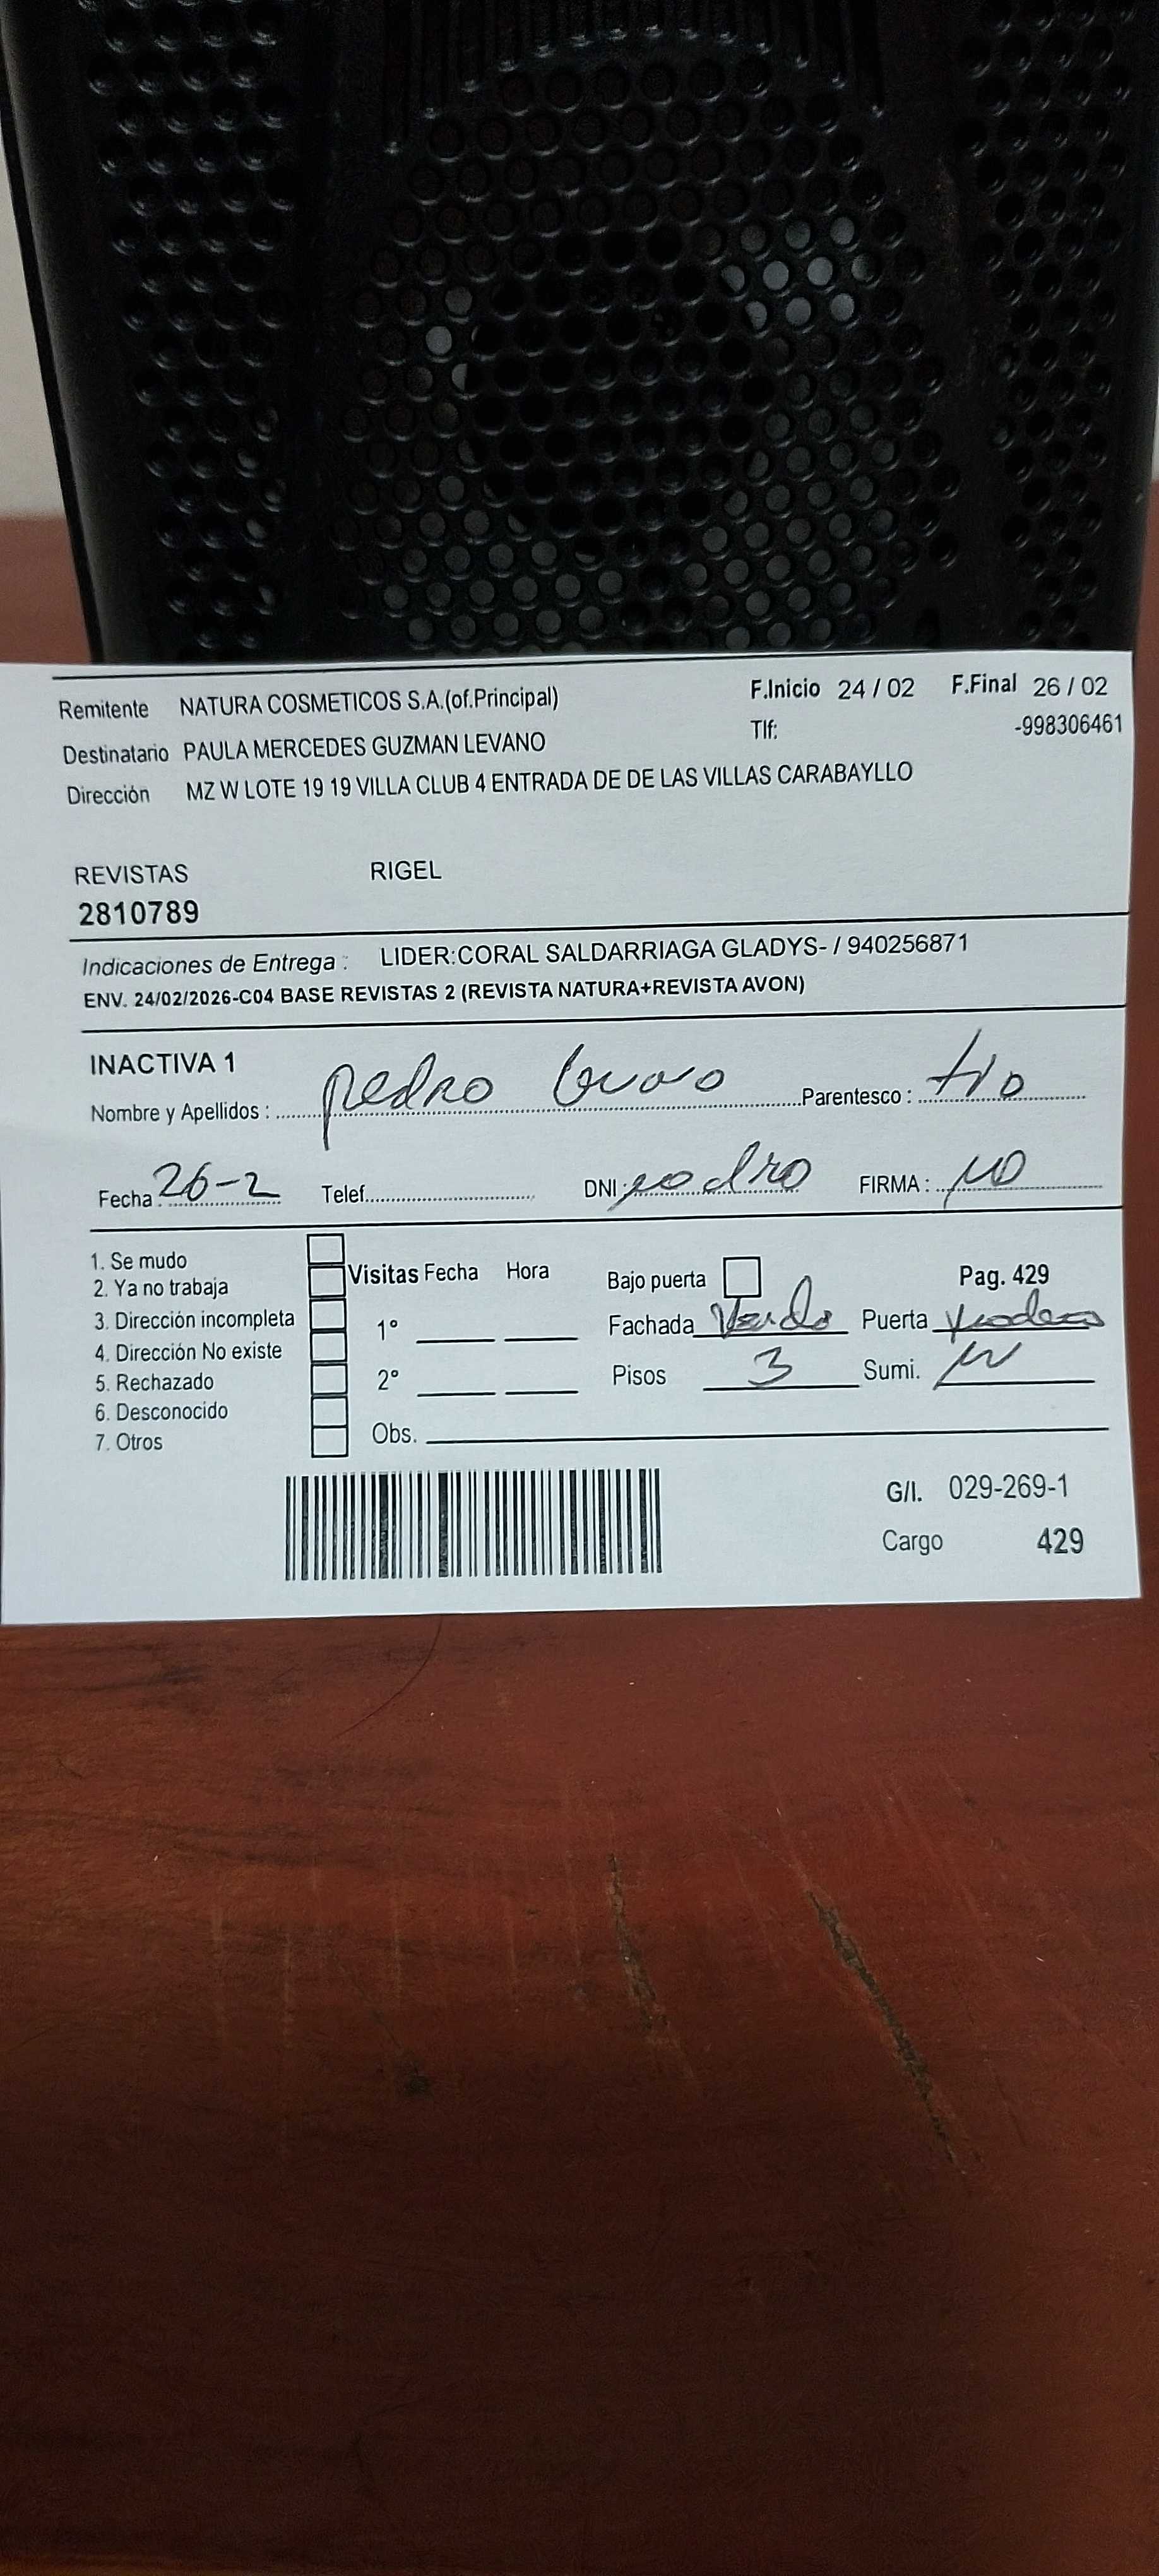 Remitente NATURA COSMETICOS S.A.(of.Principal) F.Inicio 24 / 02 F.Final 26 / 02
Destinatario PAULA MERCEDES GUZMAN LEVANO Tlf: -998306461
Dirección MZ W LOTE 19 19 VILLA CLUB 4 ENTRADA DE DE LAS VILLAS CARABAYLLO
REVISTAS RIGEL
2810789
Indicaciones de Entrega : LIDER:CORAL SALDARRIAGA GLADYS- / 940256871
ENV. 24/02/2026-C04 BASE REVISTAS 2 (REVISTA NATURA+REVISTA AVON)
INACTIVA 1
Nombre y Apellidos : pedro Parentesco : tio
Fecha 26-2 Telef. DNI FIRMA : no
1. Se mudo
2. Ya no trabaja Visitas Fecha Hora Bajo puerta Pag. 429
3. Dirección incompleta 1° Fachada Verde Puerta
4. Dirección No existe
5. Rechazado 2° Pisos 3 Sumi.
6. Desconocido
7. Otros Obs.
G/I. 029-269-1
Cargo 429